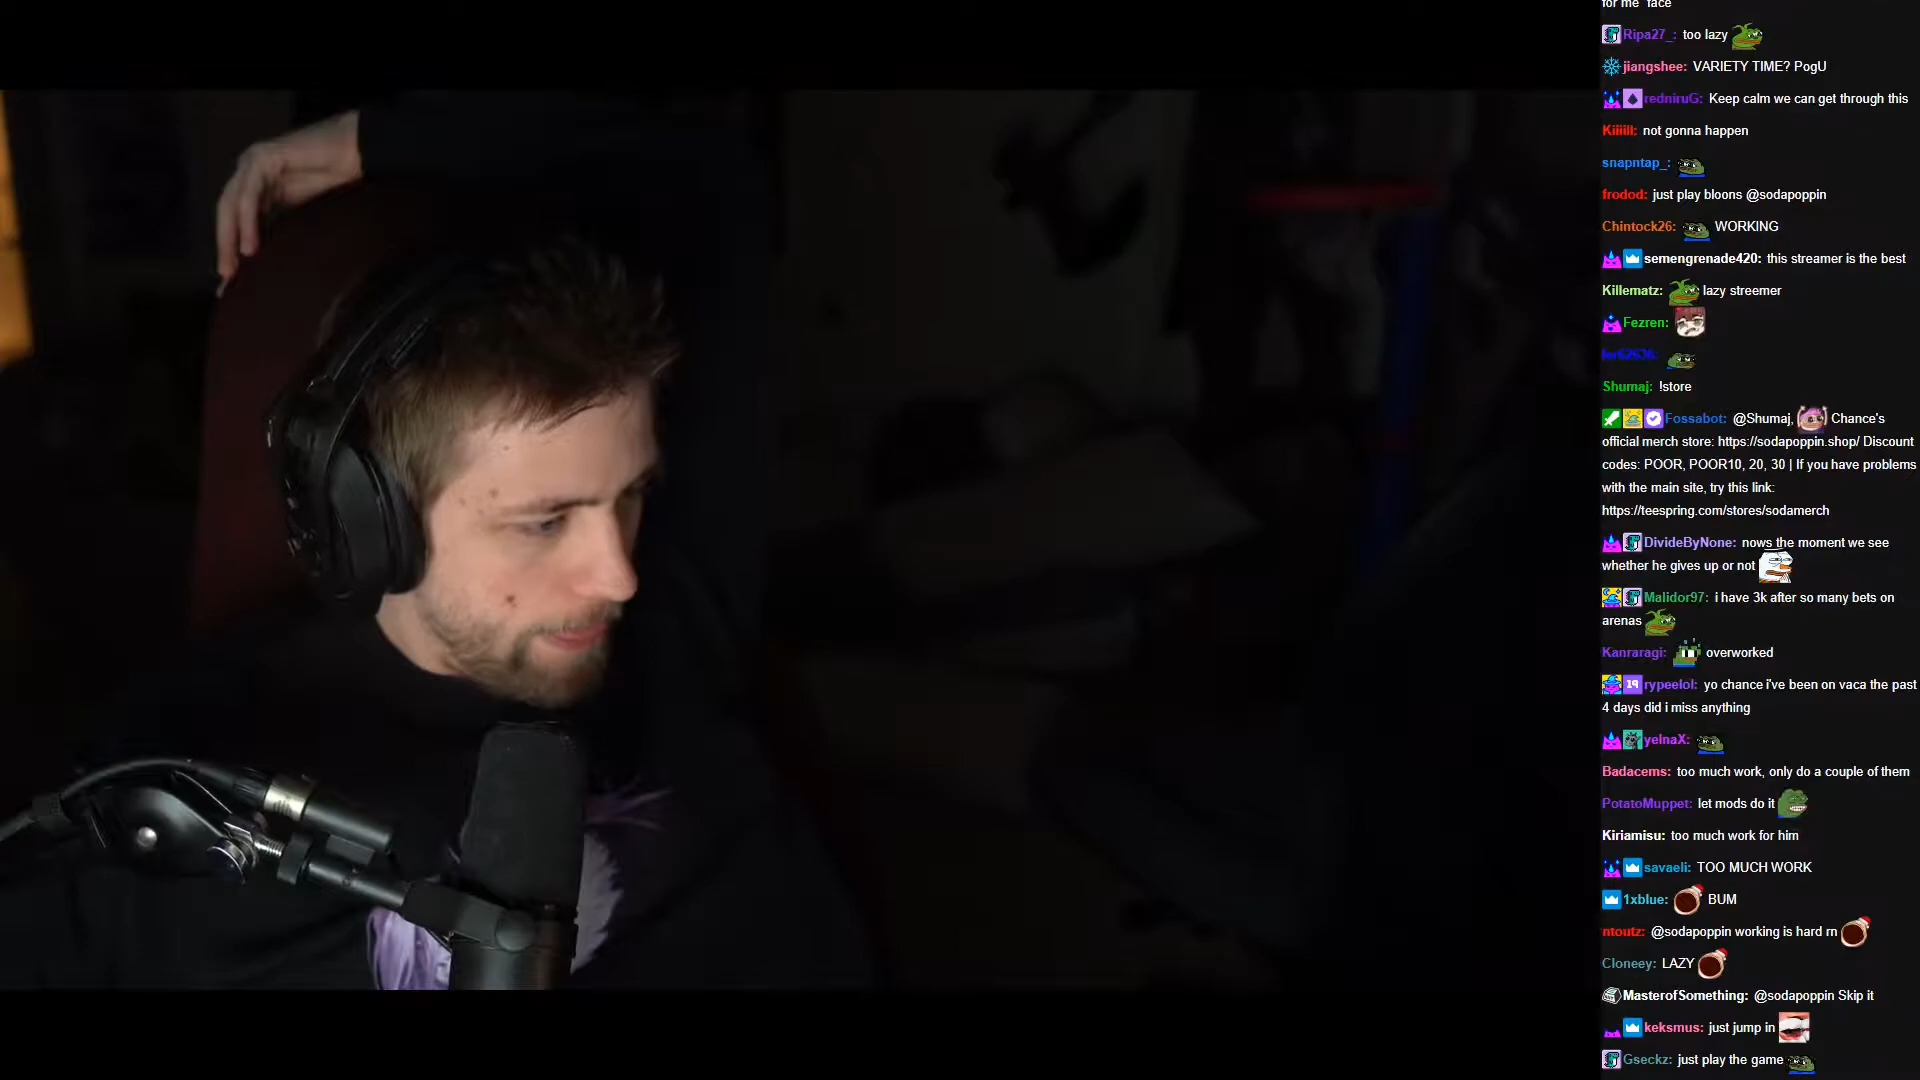 for me face
Ripa27_: too lazy
jiangshee: VARIETY TIME? PogU
redniruG: Keep calm we can get through this
Kiiiill: not gonna happen
snapntap_:
frodod: just play bloons @sodapoppin
Chintock26: WORKING
semengrenade420: this streamer is the best
Killematz: lazy streemer
Fezren:
Shumaj: !store
Fossabot: @Shumaj, Chance's
official merch store: https://sodapoppin.shop/ Discount
codes: POOR, POOR10, 20, 30 | If you have problems
with the main site, try this link:
https://teespring.com/stores/sodamerch
DivideByNone: nows the moment we see
whether he gives up or not
Malidor97: i have 3k after so many bets on
arenas
Kanraragi: overworked
19 rypeelol: yo chance i've been on vaca the past
4 days did i miss anything
yelnaX:
Badacems: too much work, only do a couple of them
PotatoMuppet: let mods do it
Kiriamisu: too much work for him
savaeli: TOO MUCH WORK
1xblue: BUM
ntoutz: @sodapoppin working is hard rn
Cloneey: LAZY
MasterofSomething: @sodapoppin Skip it
keksmus: just jump in
Gseckz: just play the game